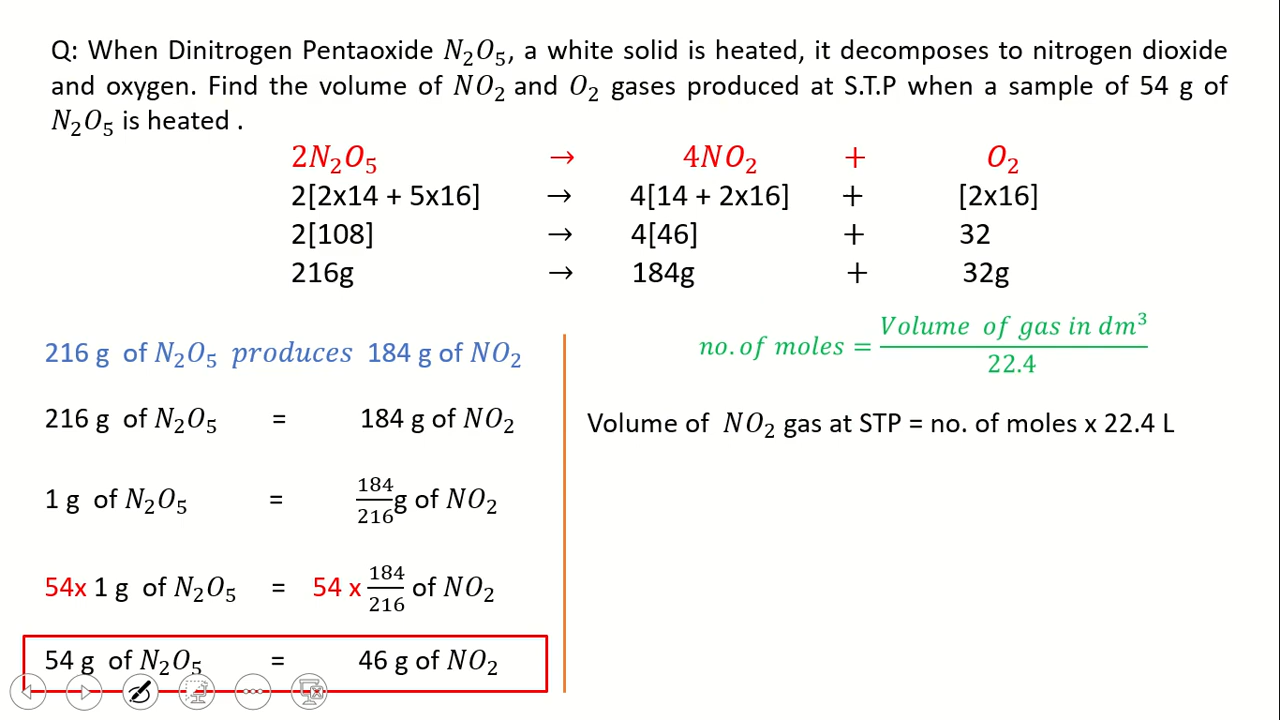 Q: When Dinitrogen Pentaoxide N₂O₅, a white solid is heated, it decomposes to nitrogen dioxide
and oxygen. Find the volume of NO₂ and O₂ gases produced at S.T.P when a sample of 54 g of
N₂O₅ is heated .
2N₂O₅ → 4NO₂ + O₂
2[2x14 + 5x16] → 4[14 + 2x16] + [2x16]
2[108] → 4[46] + 32
216g → 184g + 32g
216 g of N₂O₅ produces 184 g of NO₂
216 g of N₂O₅ = 184 g of NO₂
1 g of N₂O₅ = 184/216 g of NO₂
54x 1 g of N₂O₅ = 54 x 184/216 of NO₂
54 g of N₂O₅ = 46 g of NO₂
no. of moles = Volume of gas in dm³ / 22.4
Volume of NO₂ gas at STP = no. of moles x 22.4 L